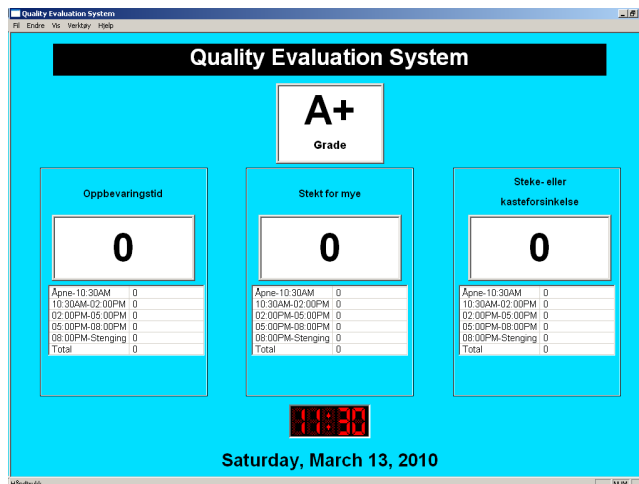 Quality Evaluation System
Fil Endre Vis Verktøy Hjelp
Quality Evaluation System
A+
Grade
Oppbevaringstid
0
Åpne-10:30AM 0
10:30AM-02:00PM 0
02:00PM-05:00PM 0
05:00PM-08:00PM 0
08:00PM-Stenging 0
Total 0
Stekt for mye
0
Åpne-10:30AM 0
10:30AM-02:00PM 0
02:00PM-05:00PM 0
05:00PM-08:00PM 0
08:00PM-Stenging 0
Total 0
Steke- eller
kasteforsinkelse
0
Åpne-10:30AM 0
10:30AM-02:00PM 0
02:00PM-05:00PM 0
05:00PM-08:00PM 0
08:00PM-Stenging 0
Total 0
11:30
Saturday, March 13, 2010
NUM